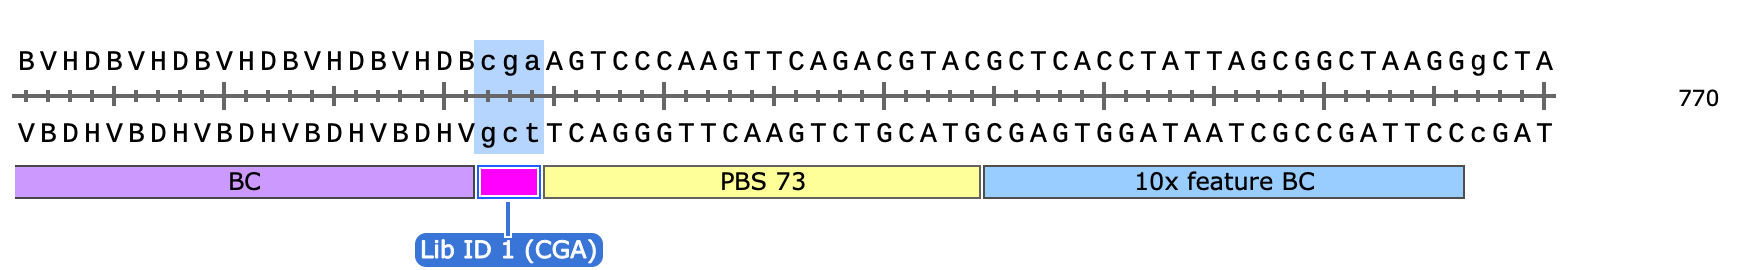 BVHDBVHDBVHDBVHDBVHDBcgaAGTCCCAAGTTCAGACGTACGCTCACCTATTAGCGGCTAAGGgCTA
770
VBDHVBDHVBDHVBDHVBDHVgctTCAGGGTTCAAGTCTGCATGCGAGTGGATAATCGCCGATTCCcGAT
BC PBS 73 10x feature BC
Lib ID 1 (CGA)